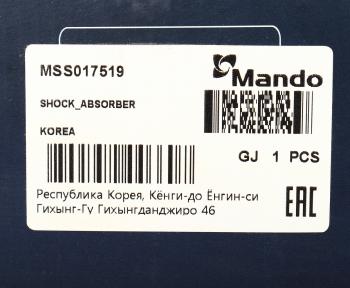 MSS017519
Mando
SHOCK_ABSORBER
KOREA
GJ 1 PCS
Республика Корея, Кёнги-до Ёнгин-си
Гихынг-Гу Гихынгданджиро 46
EAC